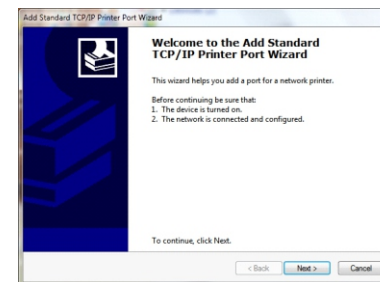 Add Standard TCP/IP Printer Port Wizard
Welcome to the Add Standard
TCP/IP Printer Port Wizard
This wizard helps you add a port for a network printer.
Before continuing be sure that:
1. The device is turned on.
2. The network is connected and configured.
To continue, click Next.
< Back Next > Cancel